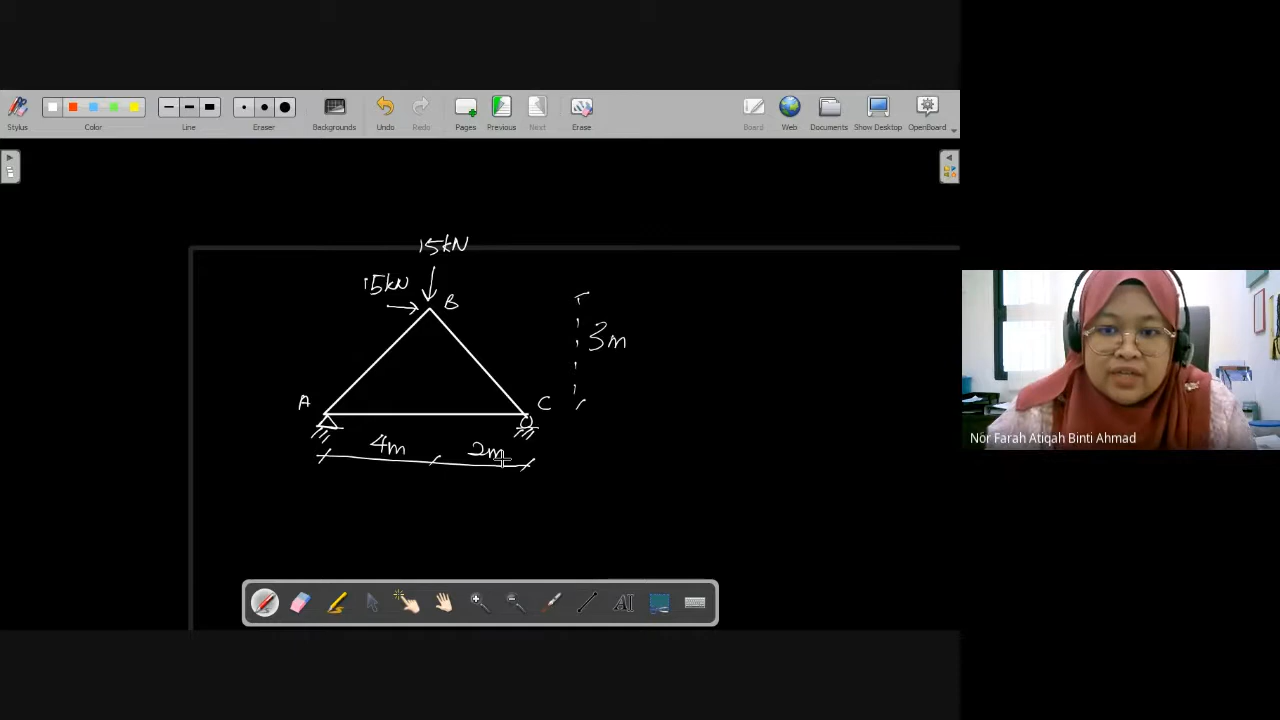 Stylus
Color
Line
Eraser
Backgrounds
Undo
Redo
Pages
Previous
Next
Erase
Board
Web
Documents
Show Desktop
OpenBoard
15kN
15kN
B
3m
A
C
4m
2m
Nor Farah Atiqah Binti Ahmad
AI